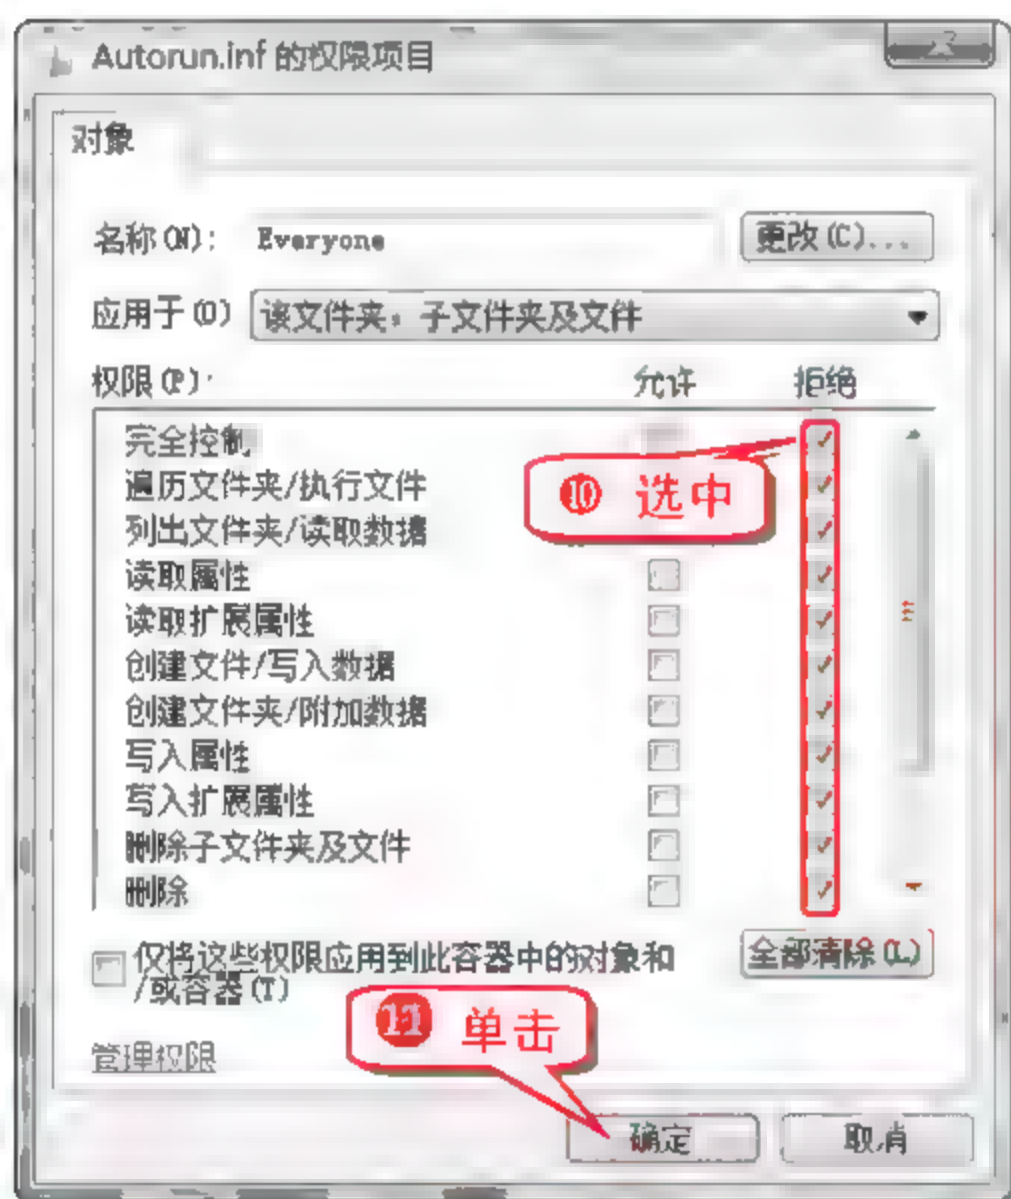 Autorun.inf 的权限项目
对象
名称(N): Everyone 更改(C)...
应用于(O) 该文件夹，子文件夹及文件
权限(P): 允许 拒绝
完全控制
遍历文件夹/执行文件
⑩ 选中
列出文件夹/读取数据
读取属性
读取扩展属性
创建文件/写入数据
创建文件夹/附加数据
写入属性
写入扩展属性
删除子文件夹及文件
删除
仅将这些权限应用到此容器中的对象和
/或容器(T)
全部清除(L)
⓫ 单击
管理权限
确定 取消